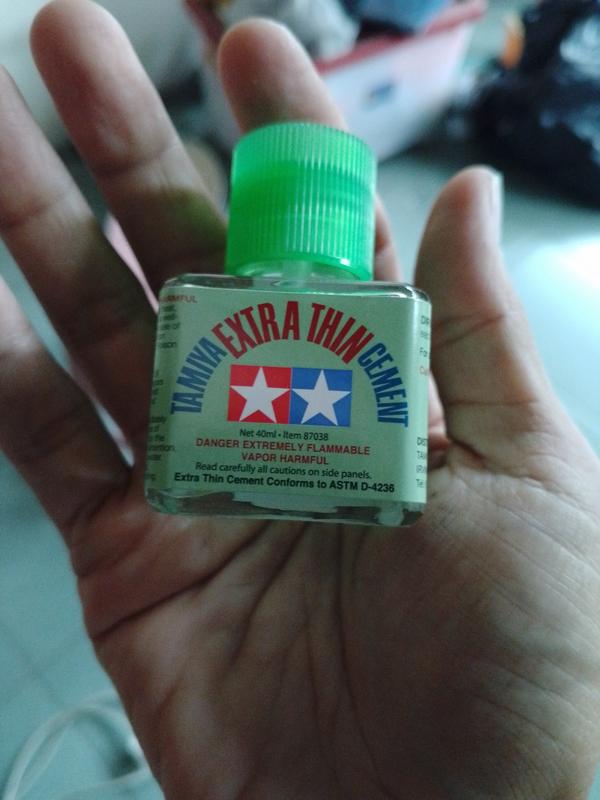 TAMIYA EXTRA THIN CEMENT
Net 40ml • Item 87038
DANGER EXTREMELY FLAMMABLE
VAPOR HARMFUL
Read carefully all cautions on side panels.
Extra Thin Cement Conforms to ASTM D-4236